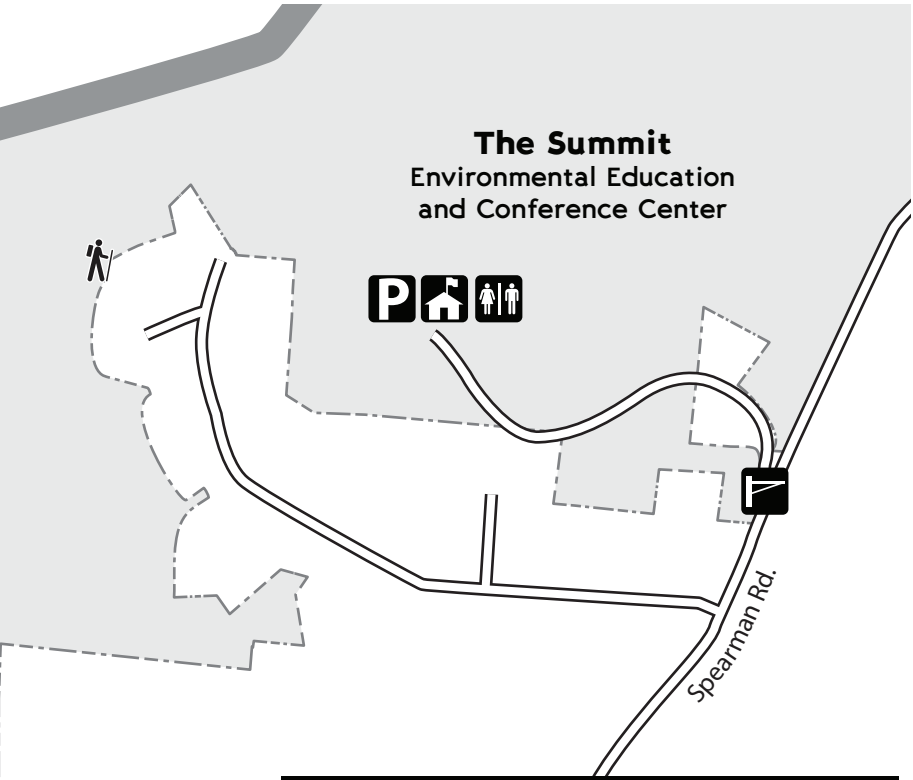 The Summit
Environmental Education
and Conference Center
P
Spearman Rd.